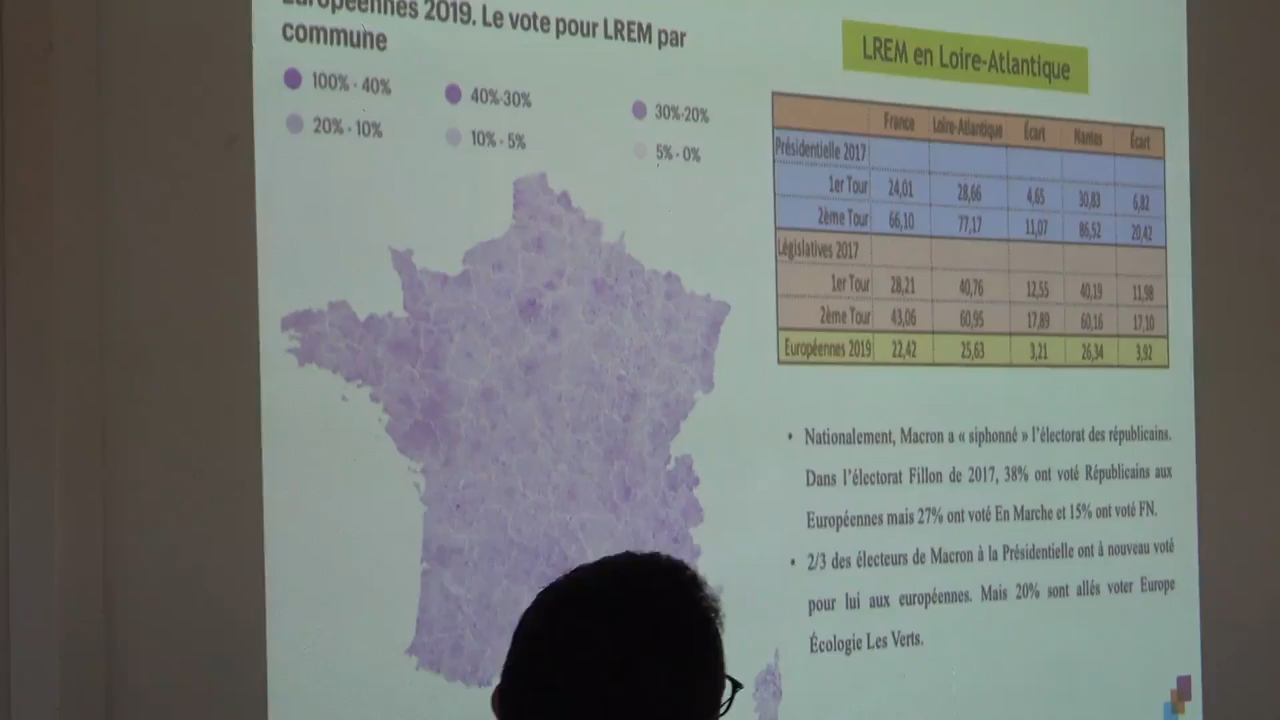 Européennes 2019. Le vote pour LREM par
commune
100% - 40%
40%-30%
30%-20%
20% - 10%
10% - 5%
5% - 0%
LREM en Loire-Atlantique
France Loire-Atlantique Écart Nantes Écart
Présidentielle 2017
1er Tour 24,01 28,66 4,65 30,83 6,82
2ème Tour 66,10 77,17 11,07 86,52 20,42
Législatives 2017
1er Tour 28,21 40,76 12,55 40,19 11,98
2ème Tour 43,06 60,95 17,89 60,16 17,10
Européennes 2019 22,42 25,63 3,21 26,34 3,92
• Nationalement, Macron a « siphonné » l'électorat des républicains.
Dans l'électorat Fillon de 2017, 38% ont voté Républicains aux
Européennes mais 27% ont voté En Marche et 15% ont voté FN.
• 2/3 des électeurs de Macron à la Présidentielle ont à nouveau voté
pour lui aux européennes. Mais 20% sont allés voter Europe
Écologie Les Verts.